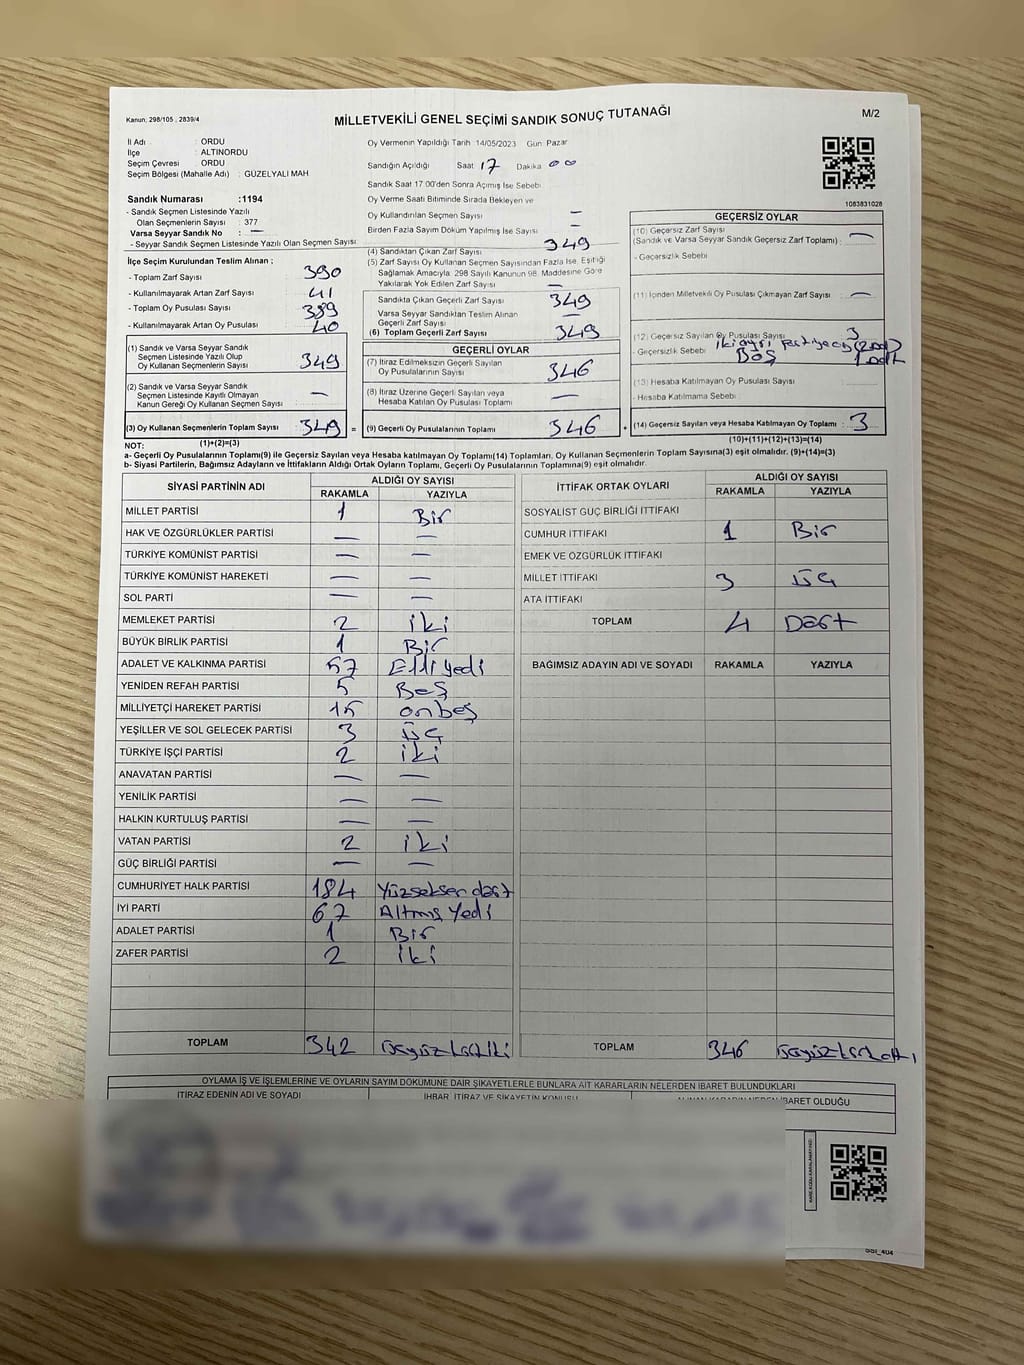 Kanun; 298/105 ; 2839/4
MİLLETVEKİLİ GENEL SEÇİMİ SANDIK SONUÇ TUTANAĞI
M/2
İl Adı : ORDU
İlçe : ALTINORDU
Seçim Çevresi : ORDU
Seçim Bölgesi (Mahalle Adı) : GÜZELYALI MAH
Sandık Numarası :1194
- Sandık Seçmen Listesinde Yazılı
Olan Seçmenlerin Sayısı : 377
Varsa Seyyar Sandık No : —
- Seyyar Sandık Seçmen Listesinde Yazılı Olan Seçmen Sayısı:
Oy Vermenin Yapıldığı Tarih : 14/05/2023 Gün: Pazar
Sandığın Açıldığı Saat 17 Dakika 00
Sandık Saat 17:00'den Sonra Açımış İse Sebebi
Oy Verme Saati Bitiminde Sırada Bekleyen ve
Oy Kullandırılan Seçmen Sayısı —
Birden Fazla Sayım Döküm Yapılmış İse Sayısı —
1083831028
İlçe Seçim Kurulundan Teslim Alınan ;
- Toplam Zarf Sayısı : 390
- Kullanılmayarak Artan Zarf Sayısı : 41
- Toplam Oy Pusulası Sayısı : 389
- Kullanılmayarak Artan Oy Pusulası : 40
(1) Sandık ve Varsa Seyyar Sandık
Seçmen Listesinde Yazılı Olup
Oy Kullanan Seçmenlerin Sayısı : 349
(2) Sandık ve Varsa Seyyar Sandık
Seçmen Listesinde Kayıtlı Olmayan
Kanun Gereği Oy Kullanan Seçmen Sayısı : —
(3) Oy Kullanan Seçmenlerin Toplam Sayısı : 349 =
(4) Sandıktan Çıkan Zarf Sayısı : 349
(5) Zarf Sayısı Oy Kullanan Seçmen Sayısından Fazla İse, Eşitliği
Sağlamak Amacıyla; 298 Sayılı Kanunun 98. Maddesine Göre
Yakılarak Yok Edilen Zarf Sayısı : —
Sandıkta Çıkan Geçerli Zarf Sayısı : 349
Varsa Seyyar Sandıktan Teslim Alınan
Geçerli Zarf Sayısı : —
(6) Toplam Geçerli Zarf Sayısı : 349
GEÇERLİ OYLAR
(7) İtiraz Edilmeksizin Geçerli Sayılan
Oy Pusulalarının Sayısı : 346
(8) İtiraz Üzerine Geçerli Sayılan veya
Hesaba Katılan Oy Pusulası Toplamı : —
(9) Geçerli Oy Pusulalarının Toplamı : 346 +
GEÇERSİZ OYLAR
(10) Geçersiz Zarf Sayısı
(Sandık ve Varsa Seyyar Sandık Geçersiz Zarf Toplamı) : —
- Geçersizlik Sebebi :
(11) İçinden Milletvekili Oy Pusulası Çıkmayan Zarf Sayısı : —
(12) Geçersiz Sayılan Oy Pusulası Sayısı : 3
- Geçersizlik Sebebi : iki ayrı partiye oy (2 adet)
Boş 1 adet
(13) Hesaba Katılmayan Oy Pusulası Sayısı :
- Hesaba Katılmama Sebebi :
(14) Geçersiz Sayılan veya Hesaba Katılmayan Oy Toplamı : 3
NOT: (1)+(2)=(3) (10)+(11)+(12)+(13)=(14)
a- Geçerli Oy Pusulalarının Toplamı(9) ile Geçersiz Sayılan veya Hesaba Katılmayan Oy Toplamı(14) Toplamları, Oy Kullanan Seçmenlerin Toplam Sayısına(3) eşit olmalıdır. (9)+(14)=(3)
b- Siyasi Partilerin, Bağımsız Adayların ve İttifakların Aldığı Ortak Oyların Toplamı, Geçerli Oy Pusulalarının Toplamına(9) eşit olmalıdır.
SİYASİ PARTİNİN ADI ALDIĞI OY SAYISI
RAKAMLA YAZIYLA
MİLLET PARTİSİ 1 Bir
HAK VE ÖZGÜRLÜKLER PARTİSİ — —
TÜRKİYE KOMÜNİST PARTİSİ — —
TÜRKİYE KOMÜNİST HAREKETİ — —
SOL PARTİ — —
MEMLEKET PARTİSİ 2 iki
BÜYÜK BİRLİK PARTİSİ 1 Bir
ADALET VE KALKINMA PARTİSİ 57 Elli yedi
YENİDEN REFAH PARTİSİ 5 Beş
MİLLİYETÇİ HAREKET PARTİSİ 15 onbeş
YEŞİLLER VE SOL GELECEK PARTİSİ 3 üç
TÜRKİYE İŞÇİ PARTİSİ 2 iki
ANAVATAN PARTİSİ — —
YENİLİK PARTİSİ — —
HALKIN KURTULUŞ PARTİSİ — —
VATAN PARTİSİ 2 iki
GÜÇ BİRLİĞİ PARTİSİ — —
CUMHURİYET HALK PARTİSİ 184 Yüzseksen dört
İYİ PARTİ 67 Altmış Yedi
ADALET PARTİSİ 1 Bir
ZAFER PARTİSİ 2 iki
TOPLAM 342
İTTİFAK ORTAK OYLARI ALDIĞI OY SAYISI
RAKAMLA YAZIYLA
SOSYALİST GÜÇ BİRLİĞİ İTTİFAKI
CUMHUR İTTİFAKI 1 Bir
EMEK VE ÖZGÜRLÜK İTTİFAKI
MİLLET İTTİFAKI 3 üç
ATA İTTİFAKI
TOPLAM 4 Dört
BAĞIMSIZ ADAYIN ADI VE SOYADI RAKAMLA YAZIYLA
TOPLAM 346
OYLAMA İŞ VE İŞLEMLERİNE VE OYLARIN SAYIM DÖKÜMÜNE DAİR ŞİKAYETLERLE BUNLARA AİT KARARLARIN NELERDEN İBARET BULUNDUKLARI
İTİRAZ EDENİN ADI VE SOYADI İHBAR, İTİRAZ VE ŞİKAYETİN KONUSU ALINAN KARARIN NEDEN İBARET OLDUĞU